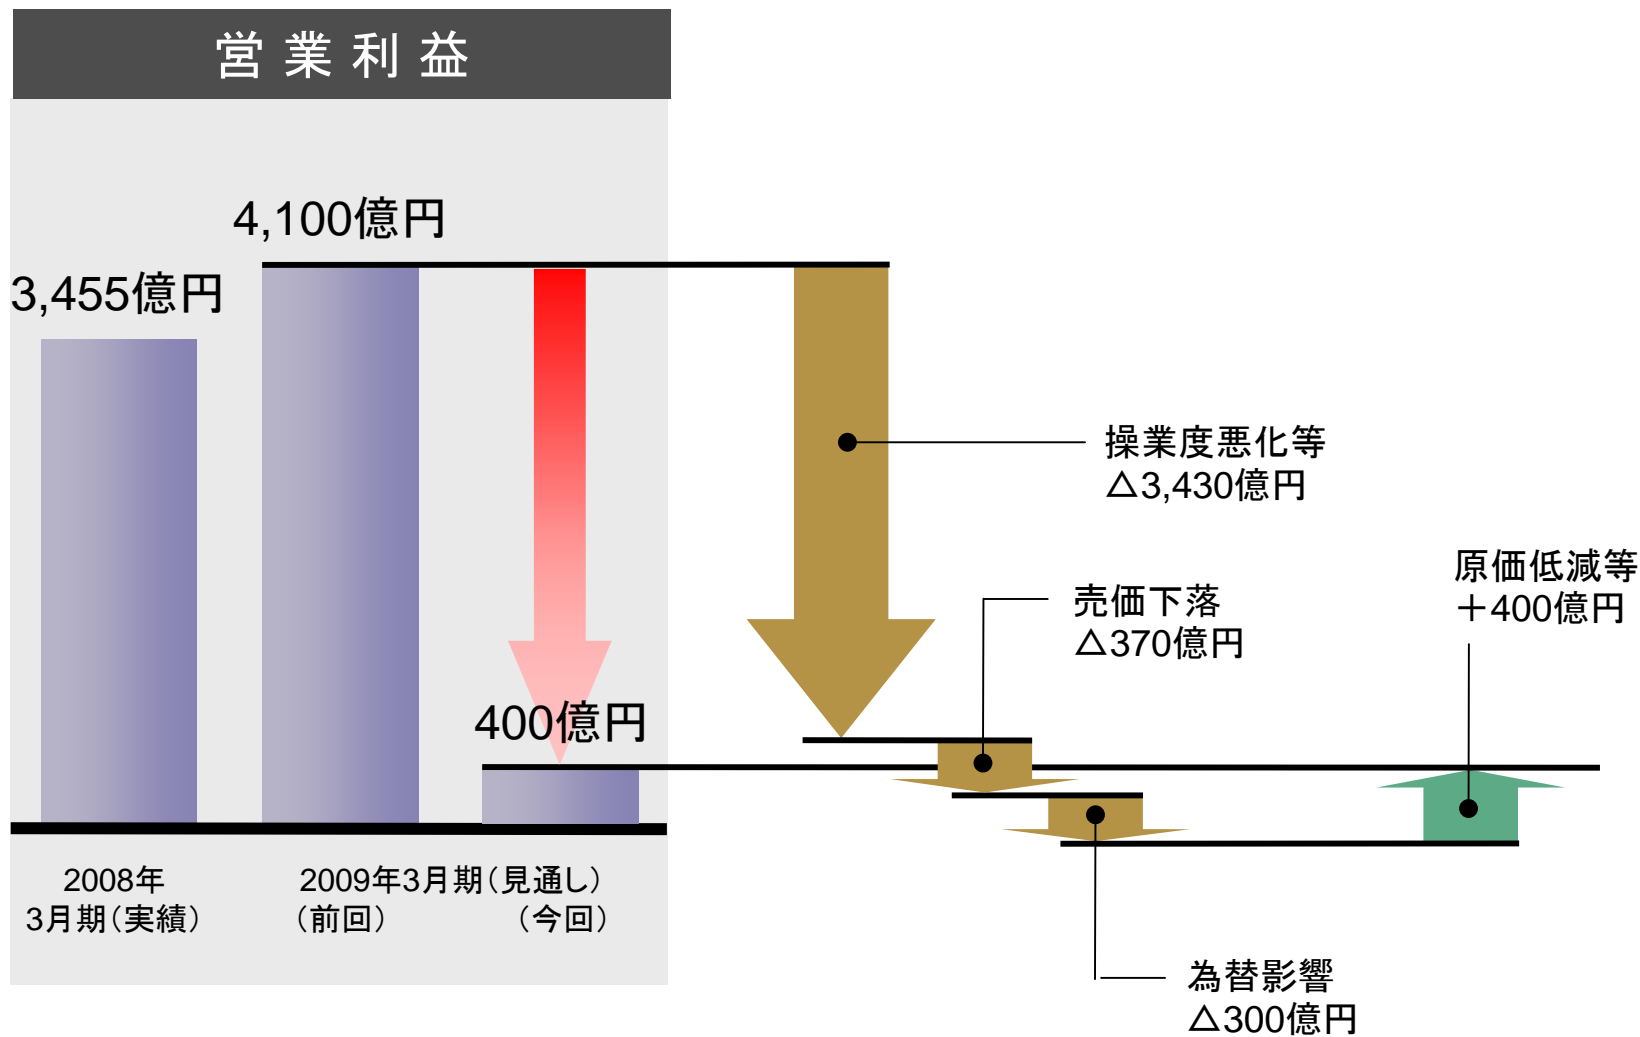 営業利益
4,100億円
3,455億円
400億円
2008年
3月期（実績）
2009年3月期（見通し）
（前回）
（今回）
操業度悪化等
△3,430億円
売価下落
△370億円
原価低減等
＋400億円
為替影響
△300億円